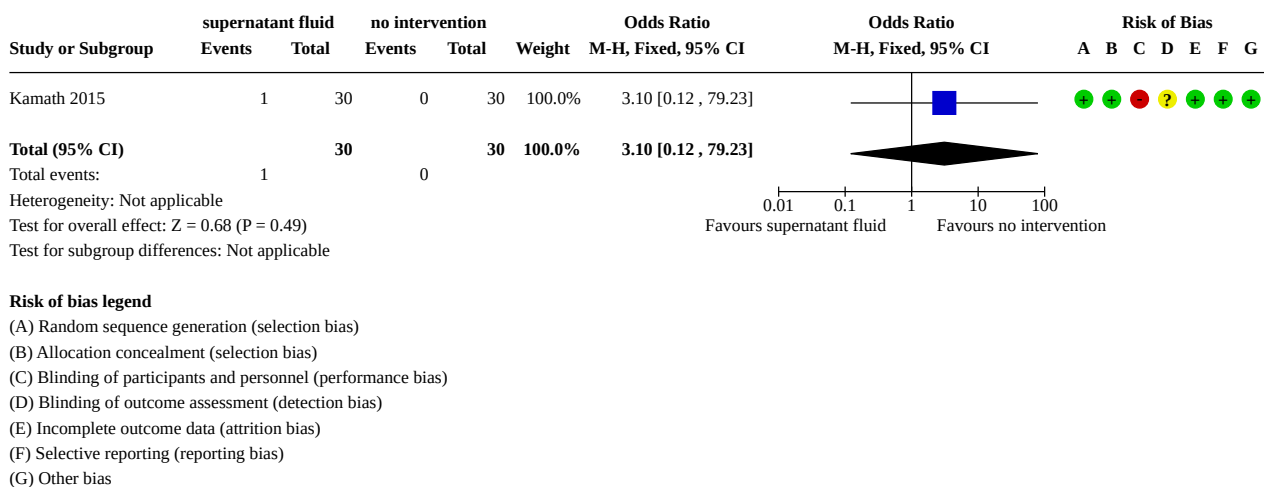 supernatant fluid no intervention Odds Ratio Odds Ratio Risk of Bias
Study or Subgroup Events Total Events Total Weight M-H, Fixed, 95% CI M-H, Fixed, 95% CI A B C D E F G
Kamath 2015 1 30 0 30 100.0% 3.10 [0.12 , 79.23] + + - ? + + +
Total (95% CI) 30 30 100.0% 3.10 [0.12 , 79.23]
Total events: 1 0
Heterogeneity: Not applicable
0.01 0.1 1 10 100
Test for overall effect: Z = 0.68 (P = 0.49) Favours supernatant fluid Favours no intervention
Test for subgroup differences: Not applicable
Risk of bias legend
(A) Random sequence generation (selection bias)
(B) Allocation concealment (selection bias)
(C) Blinding of participants and personnel (performance bias)
(D) Blinding of outcome assessment (detection bias)
(E) Incomplete outcome data (attrition bias)
(F) Selective reporting (reporting bias)
(G) Other bias